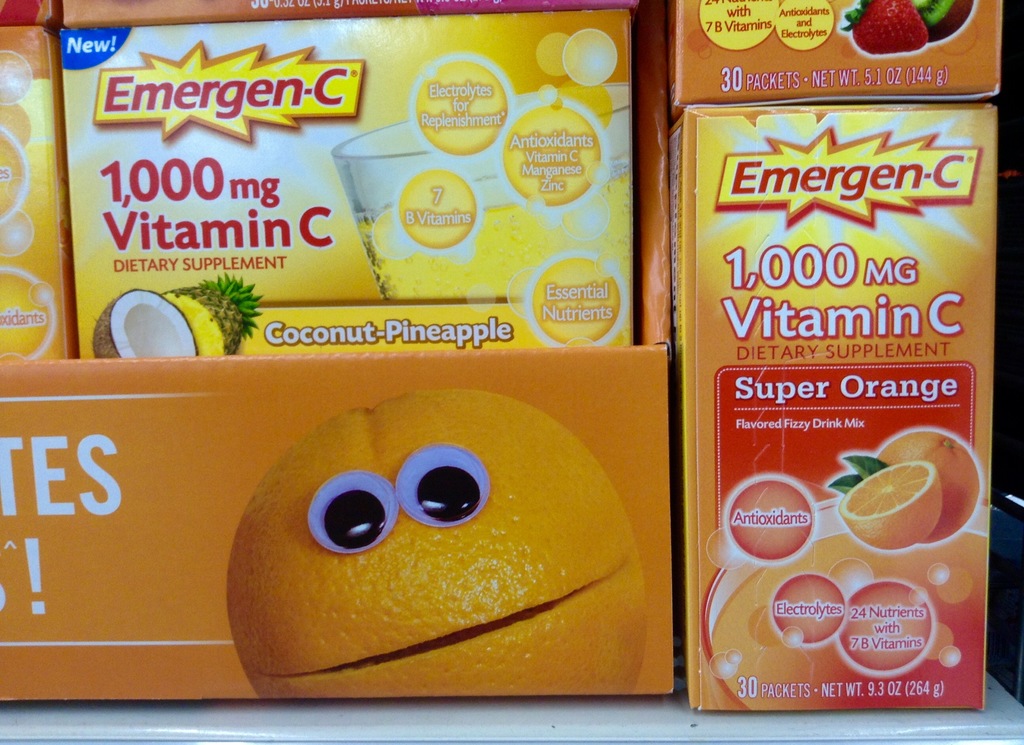 New!
Emergen-C®
1,000 mg
Vitamin C
DIETARY SUPPLEMENT
Electrolytes
for
Replenishment*
Antioxidants
Vitamin C
Manganese
Zinc
7
B Vitamins
Essential
Nutrients
Coconut-Pineapple
TES
!
24 Nutrients
with
7 B Vitamins
Antioxidants
and
Electrolytes
30 PACKETS • NET WT. 5.1 OZ (144 g)
Emergen-C®
1,000 MG
Vitamin C
DIETARY SUPPLEMENT
Super Orange
Flavored Fizzy Drink Mix
Antioxidants
Electrolytes
24 Nutrients
with
7 B Vitamins
30 PACKETS • NET WT. 9.3 OZ (264 g)